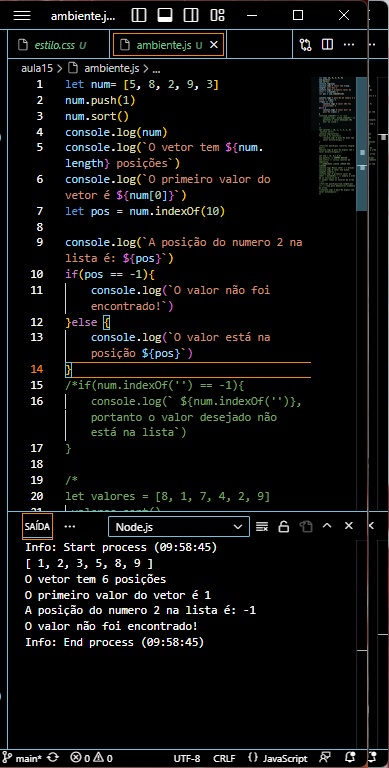 ambiente.j...
estilo.css U
ambiente.js U
aula15 > ambiente.js > ...
1 let num= [5, 8, 2, 9, 3]
2 num.push(1)
3 num.sort()
4 console.log(num)
5 console.log(`O vetor tem ${num.
length} posições`)
6 console.log(`O primeiro valor do
vetor é ${num[0]}`)
7 let pos = num.indexOf(10)
8
9 console.log(`A posição do numero 2 na
lista é: ${pos}`)
10 if(pos == -1){
11 console.log(`O valor não foi
encontrado!`)
12 }else {
13 console.log(`O valor está na
posição ${pos}`)
14 }
15 /*if(num.indexOf('') == -1){
16 console.log(` ${num.indexOf('')},
portanto o valor desejado não
está na lista`)
17 }
18
19 /*
20 let valores = [8, 1, 7, 4, 2, 9]
21 valores.sort()
SAÍDA
Node.js
Info: Start process (09:58:45)
[ 1, 2, 3, 5, 8, 9 ]
O vetor tem 6 posições
O primeiro valor do vetor é 1
A posição do numero 2 na lista é: -1
O valor não foi encontrado!
Info: End process (09:58:45)
main* 0 0 UTF-8 CRLF {} JavaScript